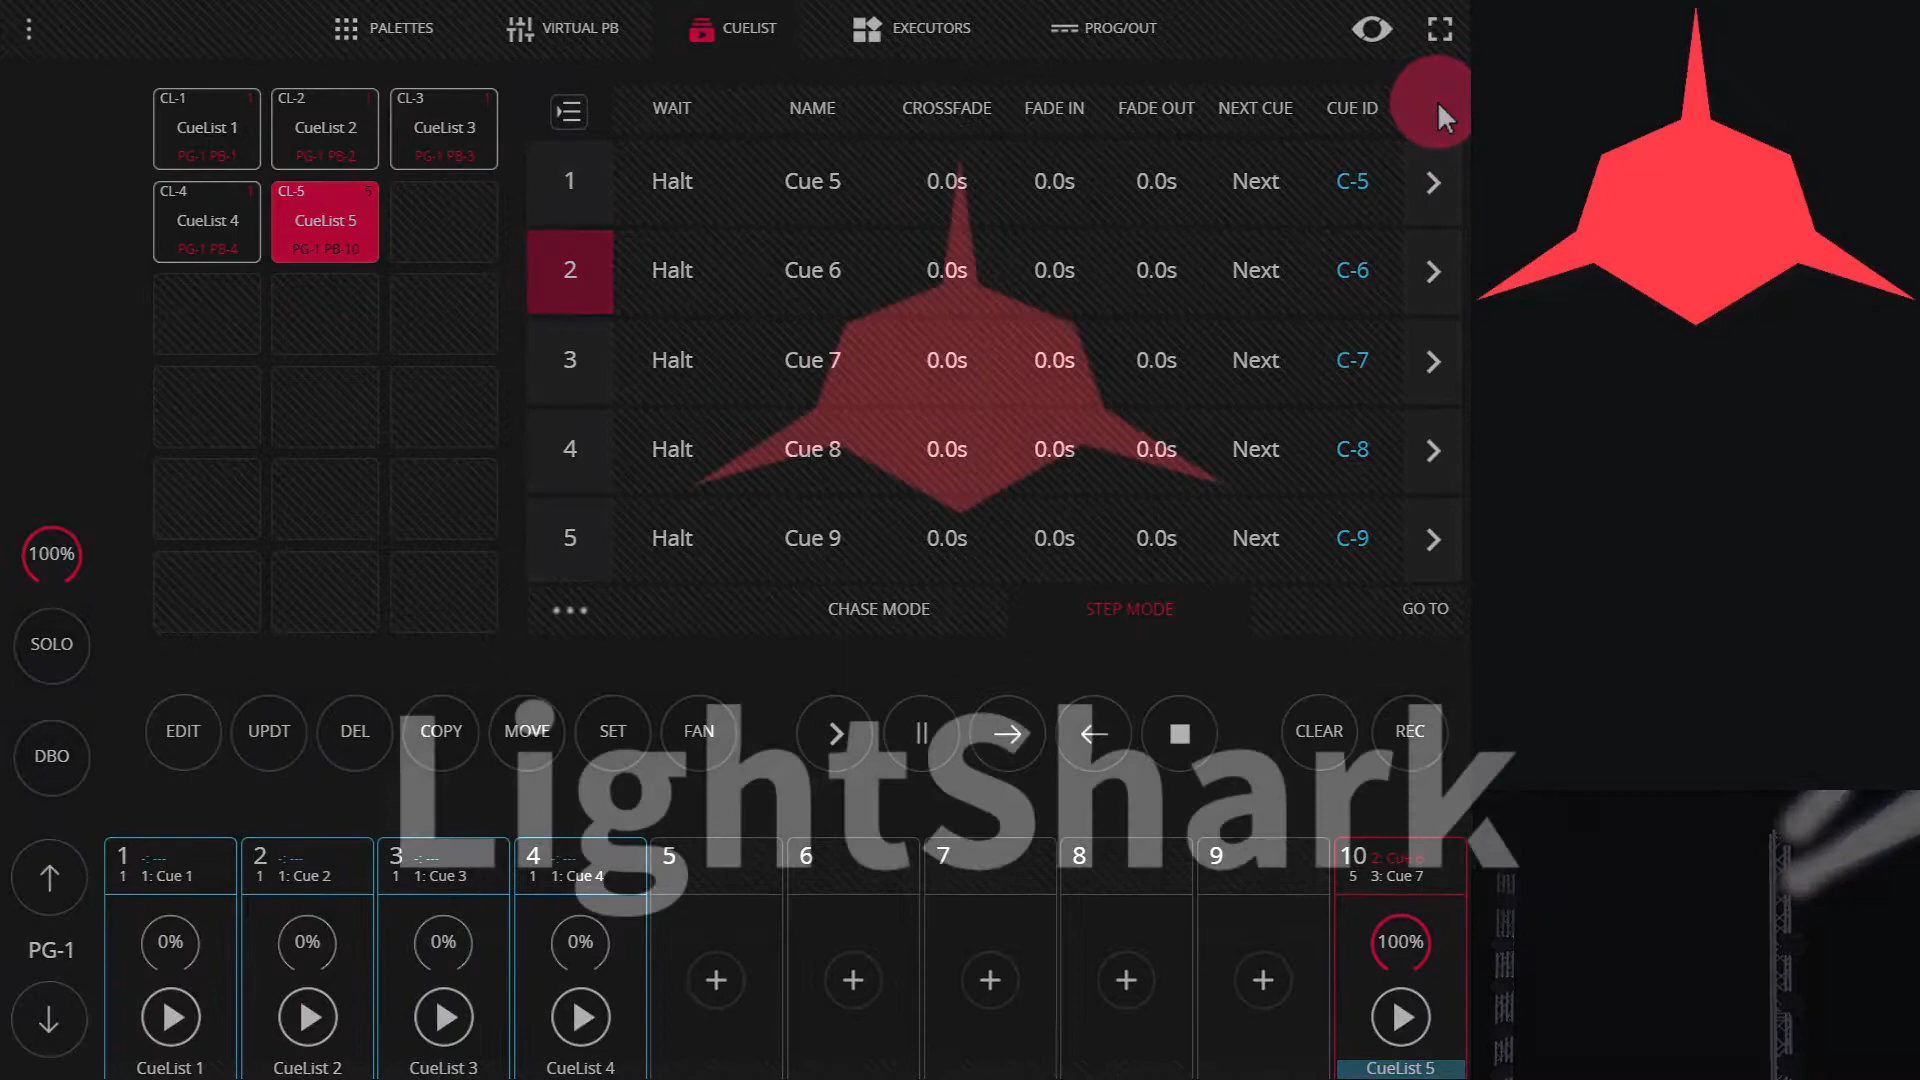 PALETTES
VIRTUAL PB
CUELIST
EXECUTORS
PROG/OUT
CL-1 1
CueList 1
PG-1 PB-1
CL-2 1
CueList 2
PG-1 PB-2
CL-3 1
CueList 3
PG-1 PB-3
CL-4 1
CueList 4
PG-1 PB-4
CL-5 5
CueList 5
PG-1 PB-10
WAIT NAME CROSSFADE FADE IN FADE OUT NEXT CUE CUE ID
1 Halt Cue 5 0.0s 0.0s 0.0s Next C-5
2 Halt Cue 6 0.0s 0.0s 0.0s Next C-6
3 Halt Cue 7 0.0s 0.0s 0.0s Next C-7
4 Halt Cue 8 0.0s 0.0s 0.0s Next C-8
5 Halt Cue 9 0.0s 0.0s 0.0s Next C-9
CHASE MODE STEP MODE GO TO
100%
SOLO
DBO
EDIT UPDT DEL COPY MOVE SET FAN CLEAR REC
LightShark
PG-1
1 -: ---
1 1: Cue 1
0%
CueList 1
2 -: ---
1 1: Cue 2
0%
CueList 2
3 -: ---
1 1: Cue 3
0%
CueList 3
4 -: ---
1 1: Cue 4
0%
CueList 4
5
6
7
8
9
10 2: Cue 6
5 3: Cue 7
100%
CueList 5